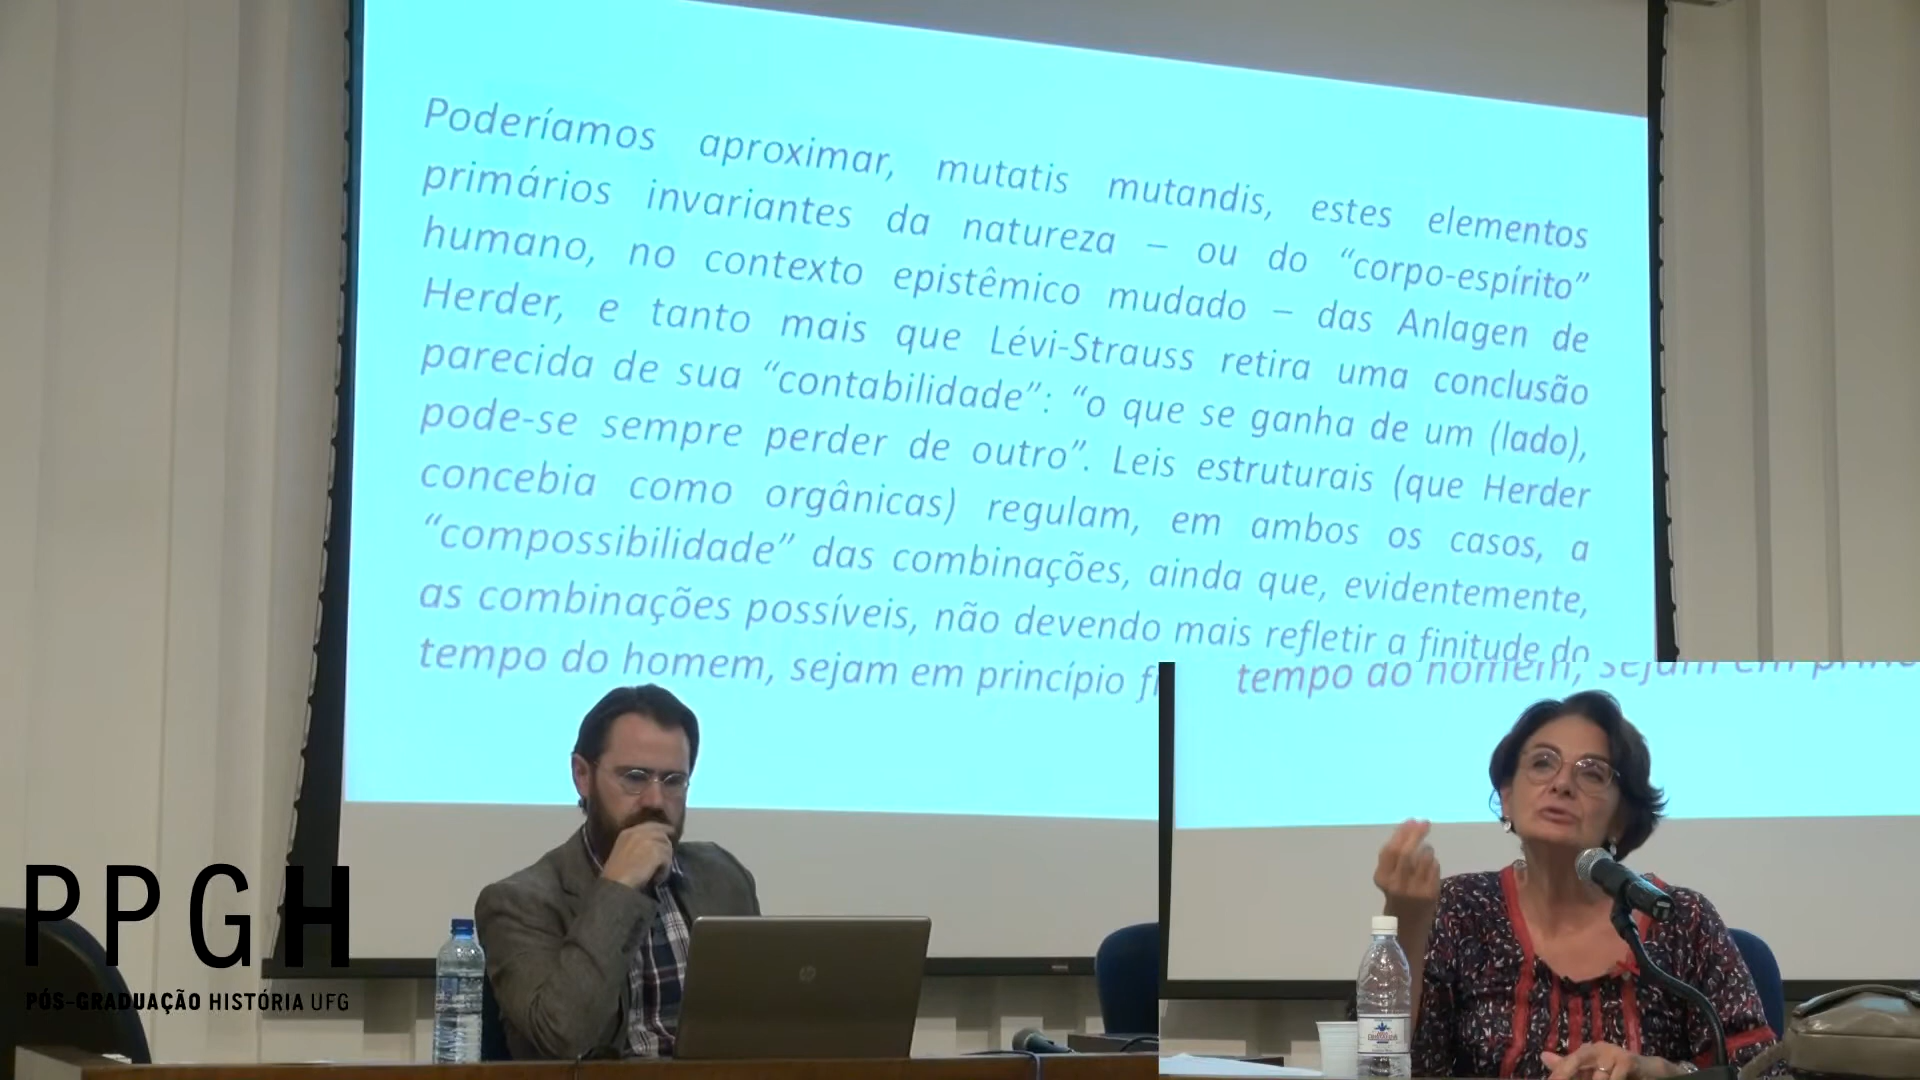 Poderíamos aproximar, mutatis mutandis, estes elementos
primários invariantes da natureza – ou do “corpo-espírito”
humano, no contexto epistêmico mudado – das Anlagen de
Herder, e tanto mais que Lévi-Strauss retira uma conclusão
parecida de sua “contabilidade”: “o que se ganha de um (lado),
pode-se sempre perder de outro”. Leis estruturais (que Herder
concebia como orgânicas) regulam, em ambos os casos, a
“compossibilidade” das combinações, ainda que, evidentemente,
as combinações possíveis, não devendo mais refletir a finitude do
tempo do homem, sejam em princípio
tempo do homem, sejam em
PPGH
PÓS-GRADUAÇÃO HISTÓRIA UFG
hp